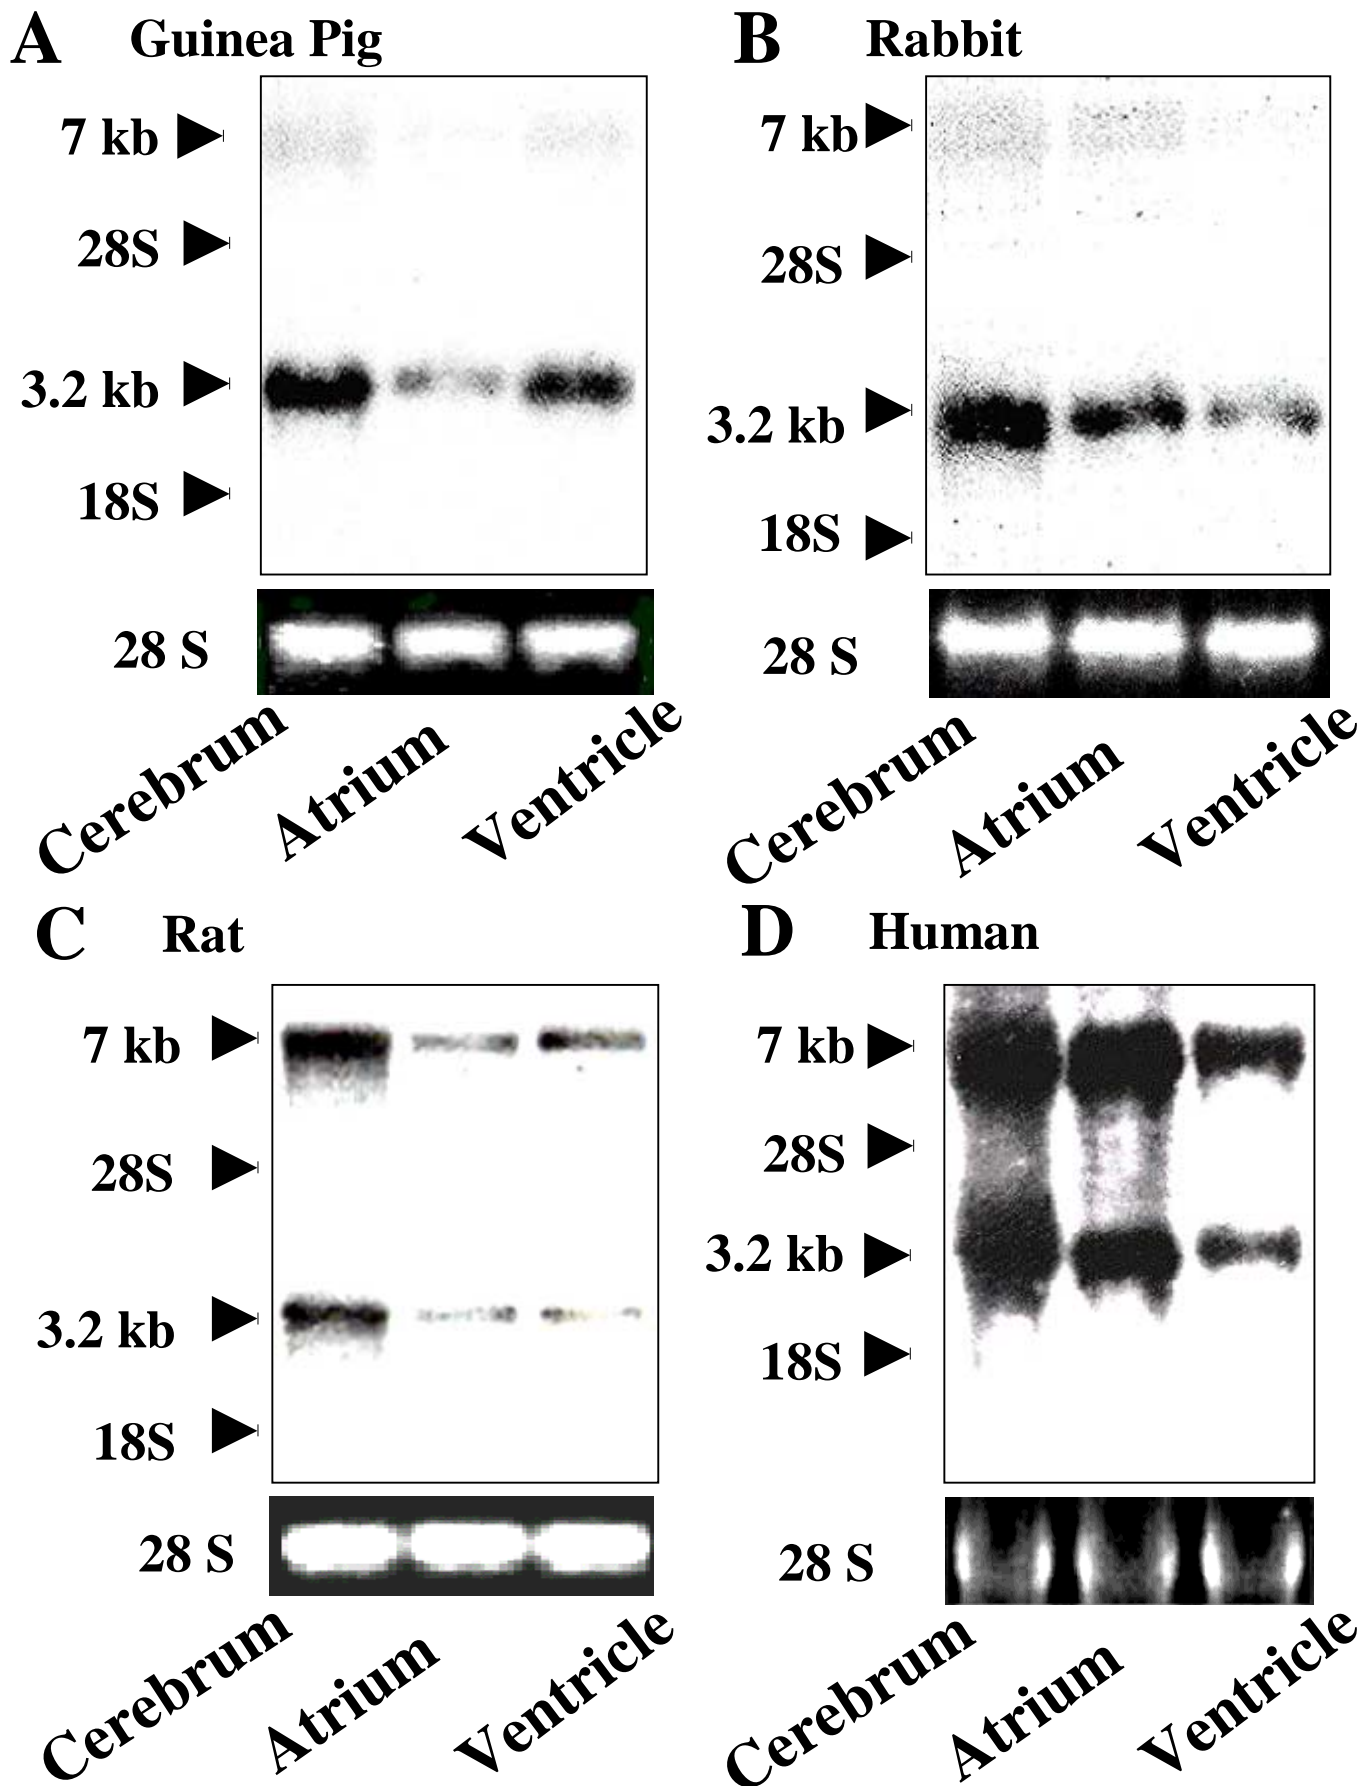 A Guinea Pig
7 kb
28S
3.2 kb
18S
28 S
Cerebrum
Atrium
Ventricle
B Rabbit
7 kb
28S
3.2 kb
18S
28 S
Cerebrum
Atrium
Ventricle
C Rat
7 kb
28S
3.2 kb
18S
28 S
Cerebrum
Atrium
Ventricle
D Human
7 kb
28S
3.2 kb
18S
28 S
Cerebrum
Atrium
Ventricle